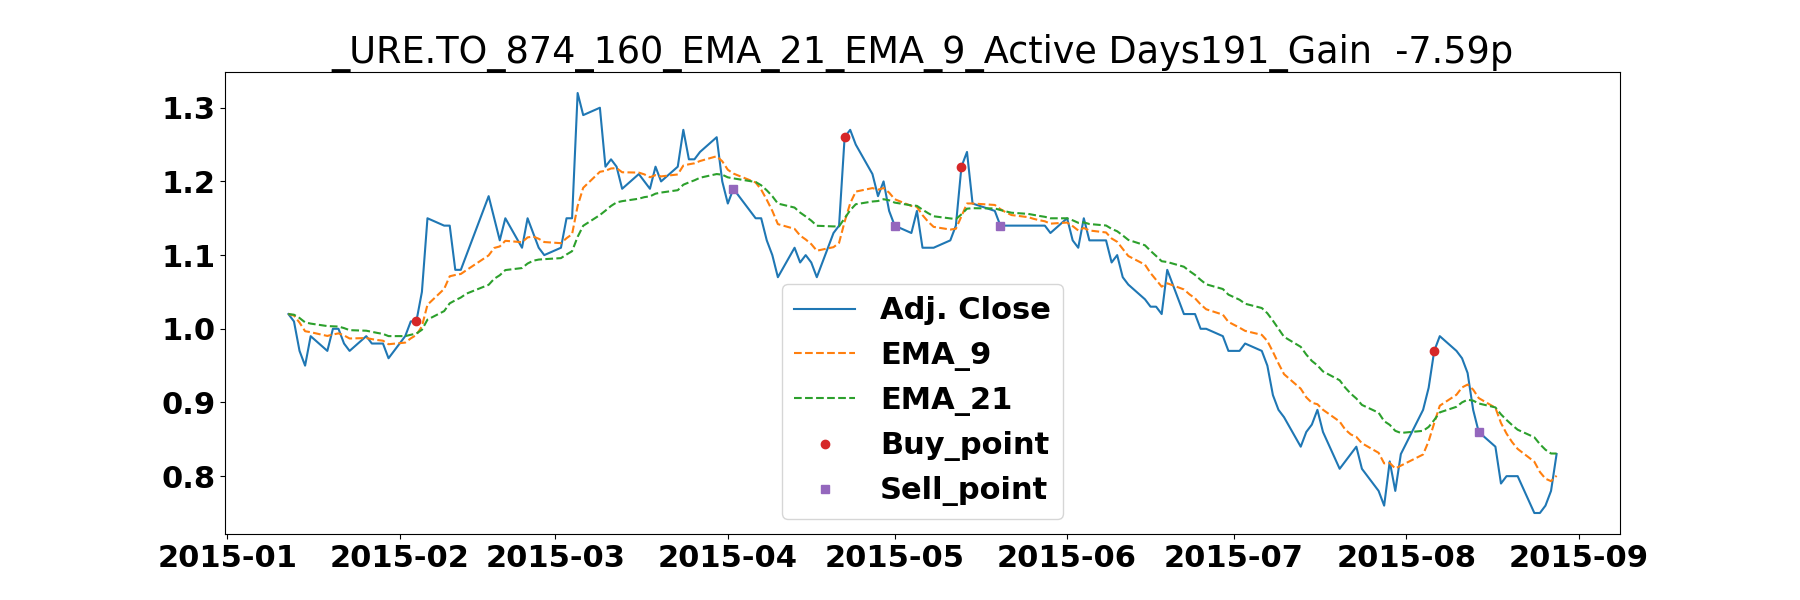 _URE.TO_874_160_EMA_21_EMA_9_Active Days191_Gain  -7.59p
1.3
1.2
1.1
1.0
0.9
0.8
Adj. Close
EMA_9
EMA_21
Buy_point
Sell_point
2015-01 2015-02 2015-03 2015-04 2015-05 2015-06 2015-07 2015-08 2015-09